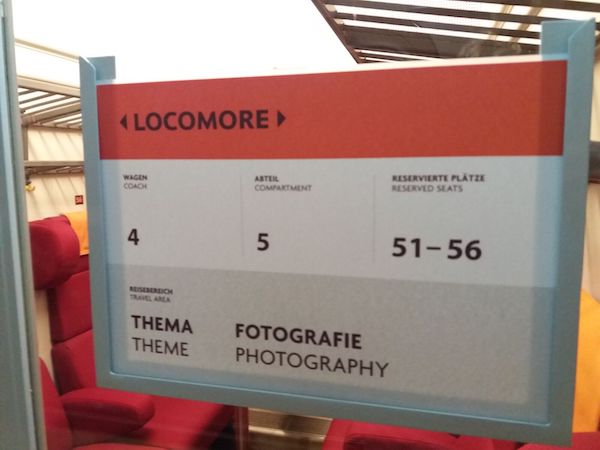 LOCOMORE
WAGEN
COACH
4
ABTEIL
COMPARTMENT
5
RESERVIERTE PLÄTZE
RESERVED SEATS
51–56
REISEBEREICH
TRAVEL AREA
THEMA
THEME
FOTOGRAFIE
PHOTOGRAPHY